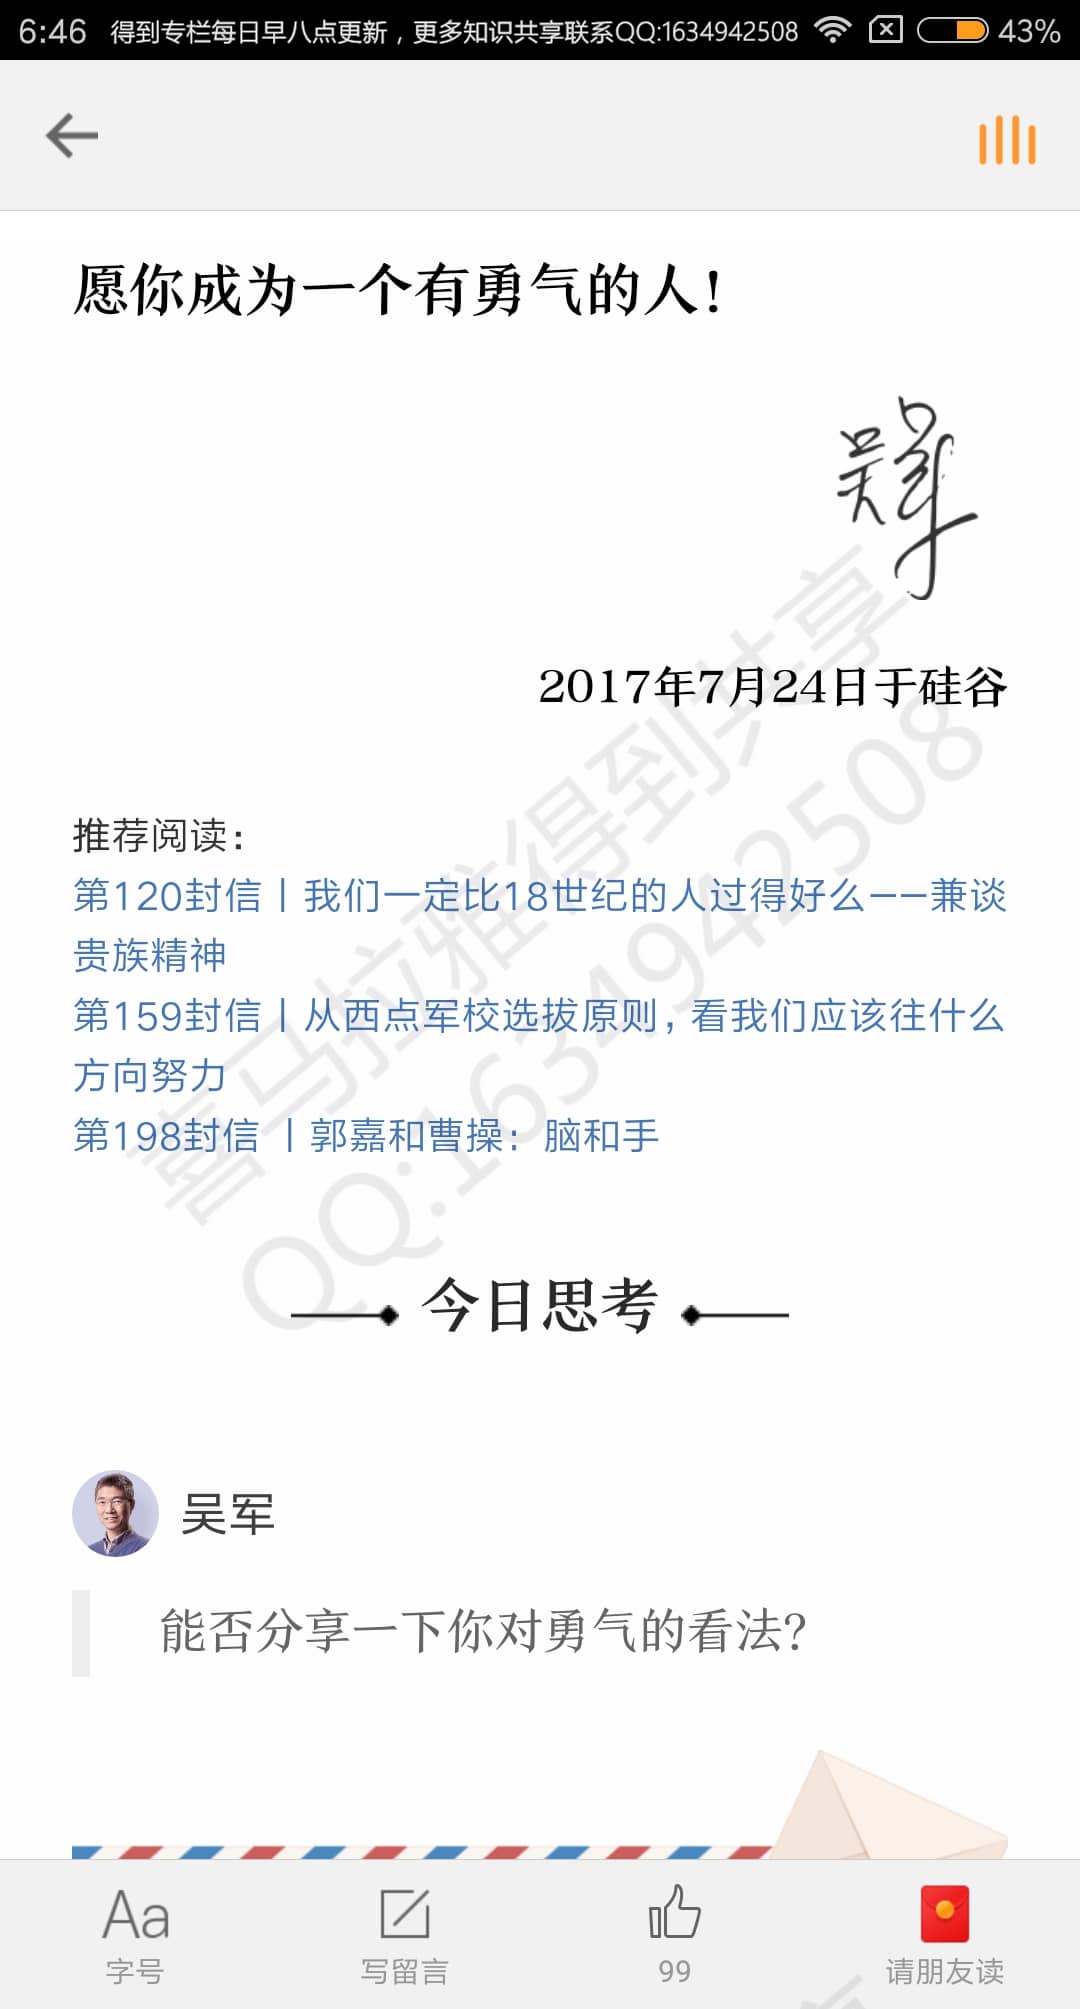 6:46 得到专栏每日早八点更新，更多知识共享联系QQ:1634942508 43%
愿你成为一个有勇气的人！
吴军
2017年7月24日于硅谷
推荐阅读：
第120封信丨我们一定比18世纪的人过得好么——兼谈
贵族精神
第159封信丨从西点军校选拔原则，看我们应该往什么
方向努力
第198封信 丨郭嘉和曹操：脑和手
喜马拉雅得到共享
QQ:1634942508
今日思考
吴军
能否分享一下你对勇气的看法？
Aa
字号
写留言
99
请朋友读